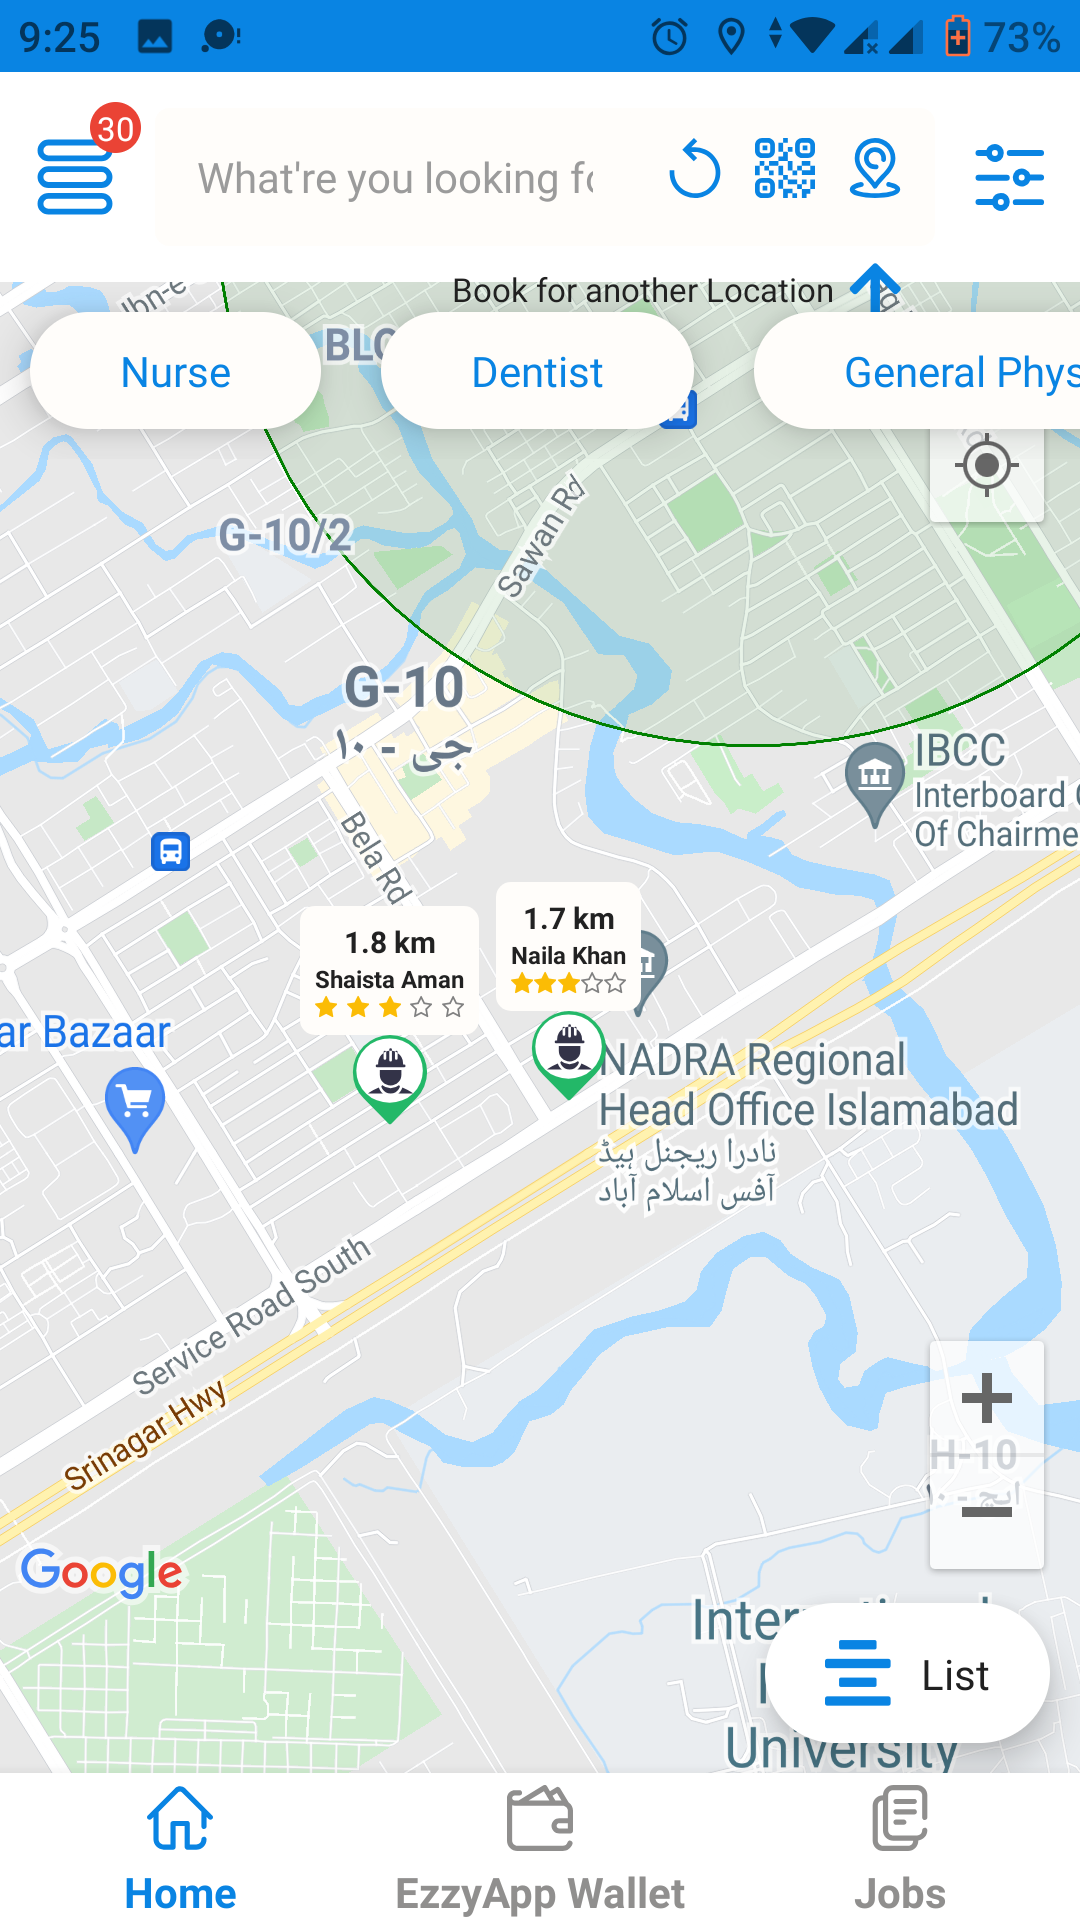 9:25
73%
30
What're you looking fo
Book for another Location
Ibn-e
BLO
Nurse
Dentist
General Phys
G-10/2
Sawan Rd
G-10
جی - ۱۰
IBCC
Interboard
Of Chairme
Bela Rd
1.8 km
Shaista Aman
1.7 km
Naila Khan
ar Bazaar
NADRA Regional
Head Office Islamabad
نادرا ریجنل ہیڈ
آفس اسلام آباد
Service Road South
Srinagar Hwy
H-10
ایچ - ۱۰
Google
List
University
Home
EzzyApp Wallet
Jobs